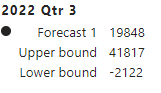 2022 Qtr 3
Forecast 1 19848
Upper bound 41817
Lower bound -2122